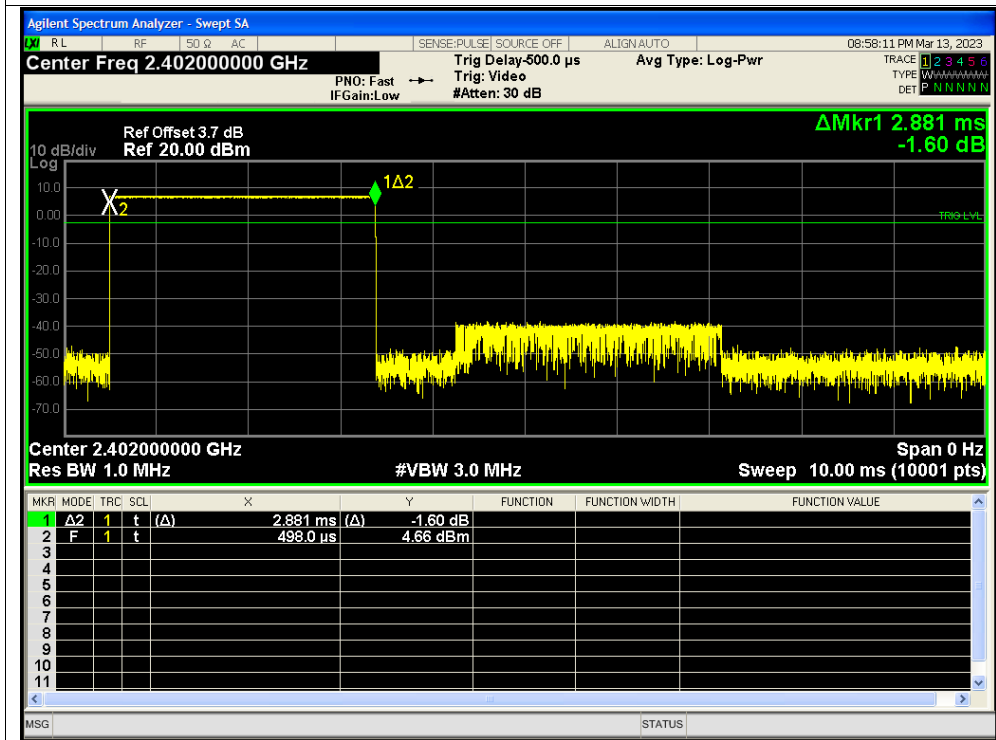 Agilent Spectrum Analyzer - Swept SA
LXI RL RF 50 Ω AC SENSE:PULSE SOURCE OFF ALIGN AUTO 08:58:11 PM Mar 13, 2023
Center Freq 2.402000000 GHz
PNO: Fast
IFGain:Low
Trig Delay-500.0 µs
Trig: Video
#Atten: 30 dB
Avg Type: Log-Pwr
TRACE 1 2 3 4 5 6
TYPE WWWWWW
DET P N N N N N
ΔMkr1 2.881 ms
-1.60 dB
Ref Offset 3.7 dB
10 dB/div Ref 20.00 dBm
Log
10.0
0.00
-10.0
-20.0
-30.0
-40.0
-50.0
-60.0
-70.0
1Δ2
2
TRIG LVL
Center 2.402000000 GHz Span 0 Hz
Res BW 1.0 MHz #VBW 3.0 MHz Sweep 10.00 ms (10001 pts)
MKR MODE TRC SCL X Y FUNCTION FUNCTION WIDTH FUNCTION VALUE
1 Δ2 1 t (Δ) 2.881 ms (Δ) -1.60 dB
2 F 1 t 498.0 µs 4.66 dBm
3
4
5
6
7
8
9
10
11
MSG STATUS